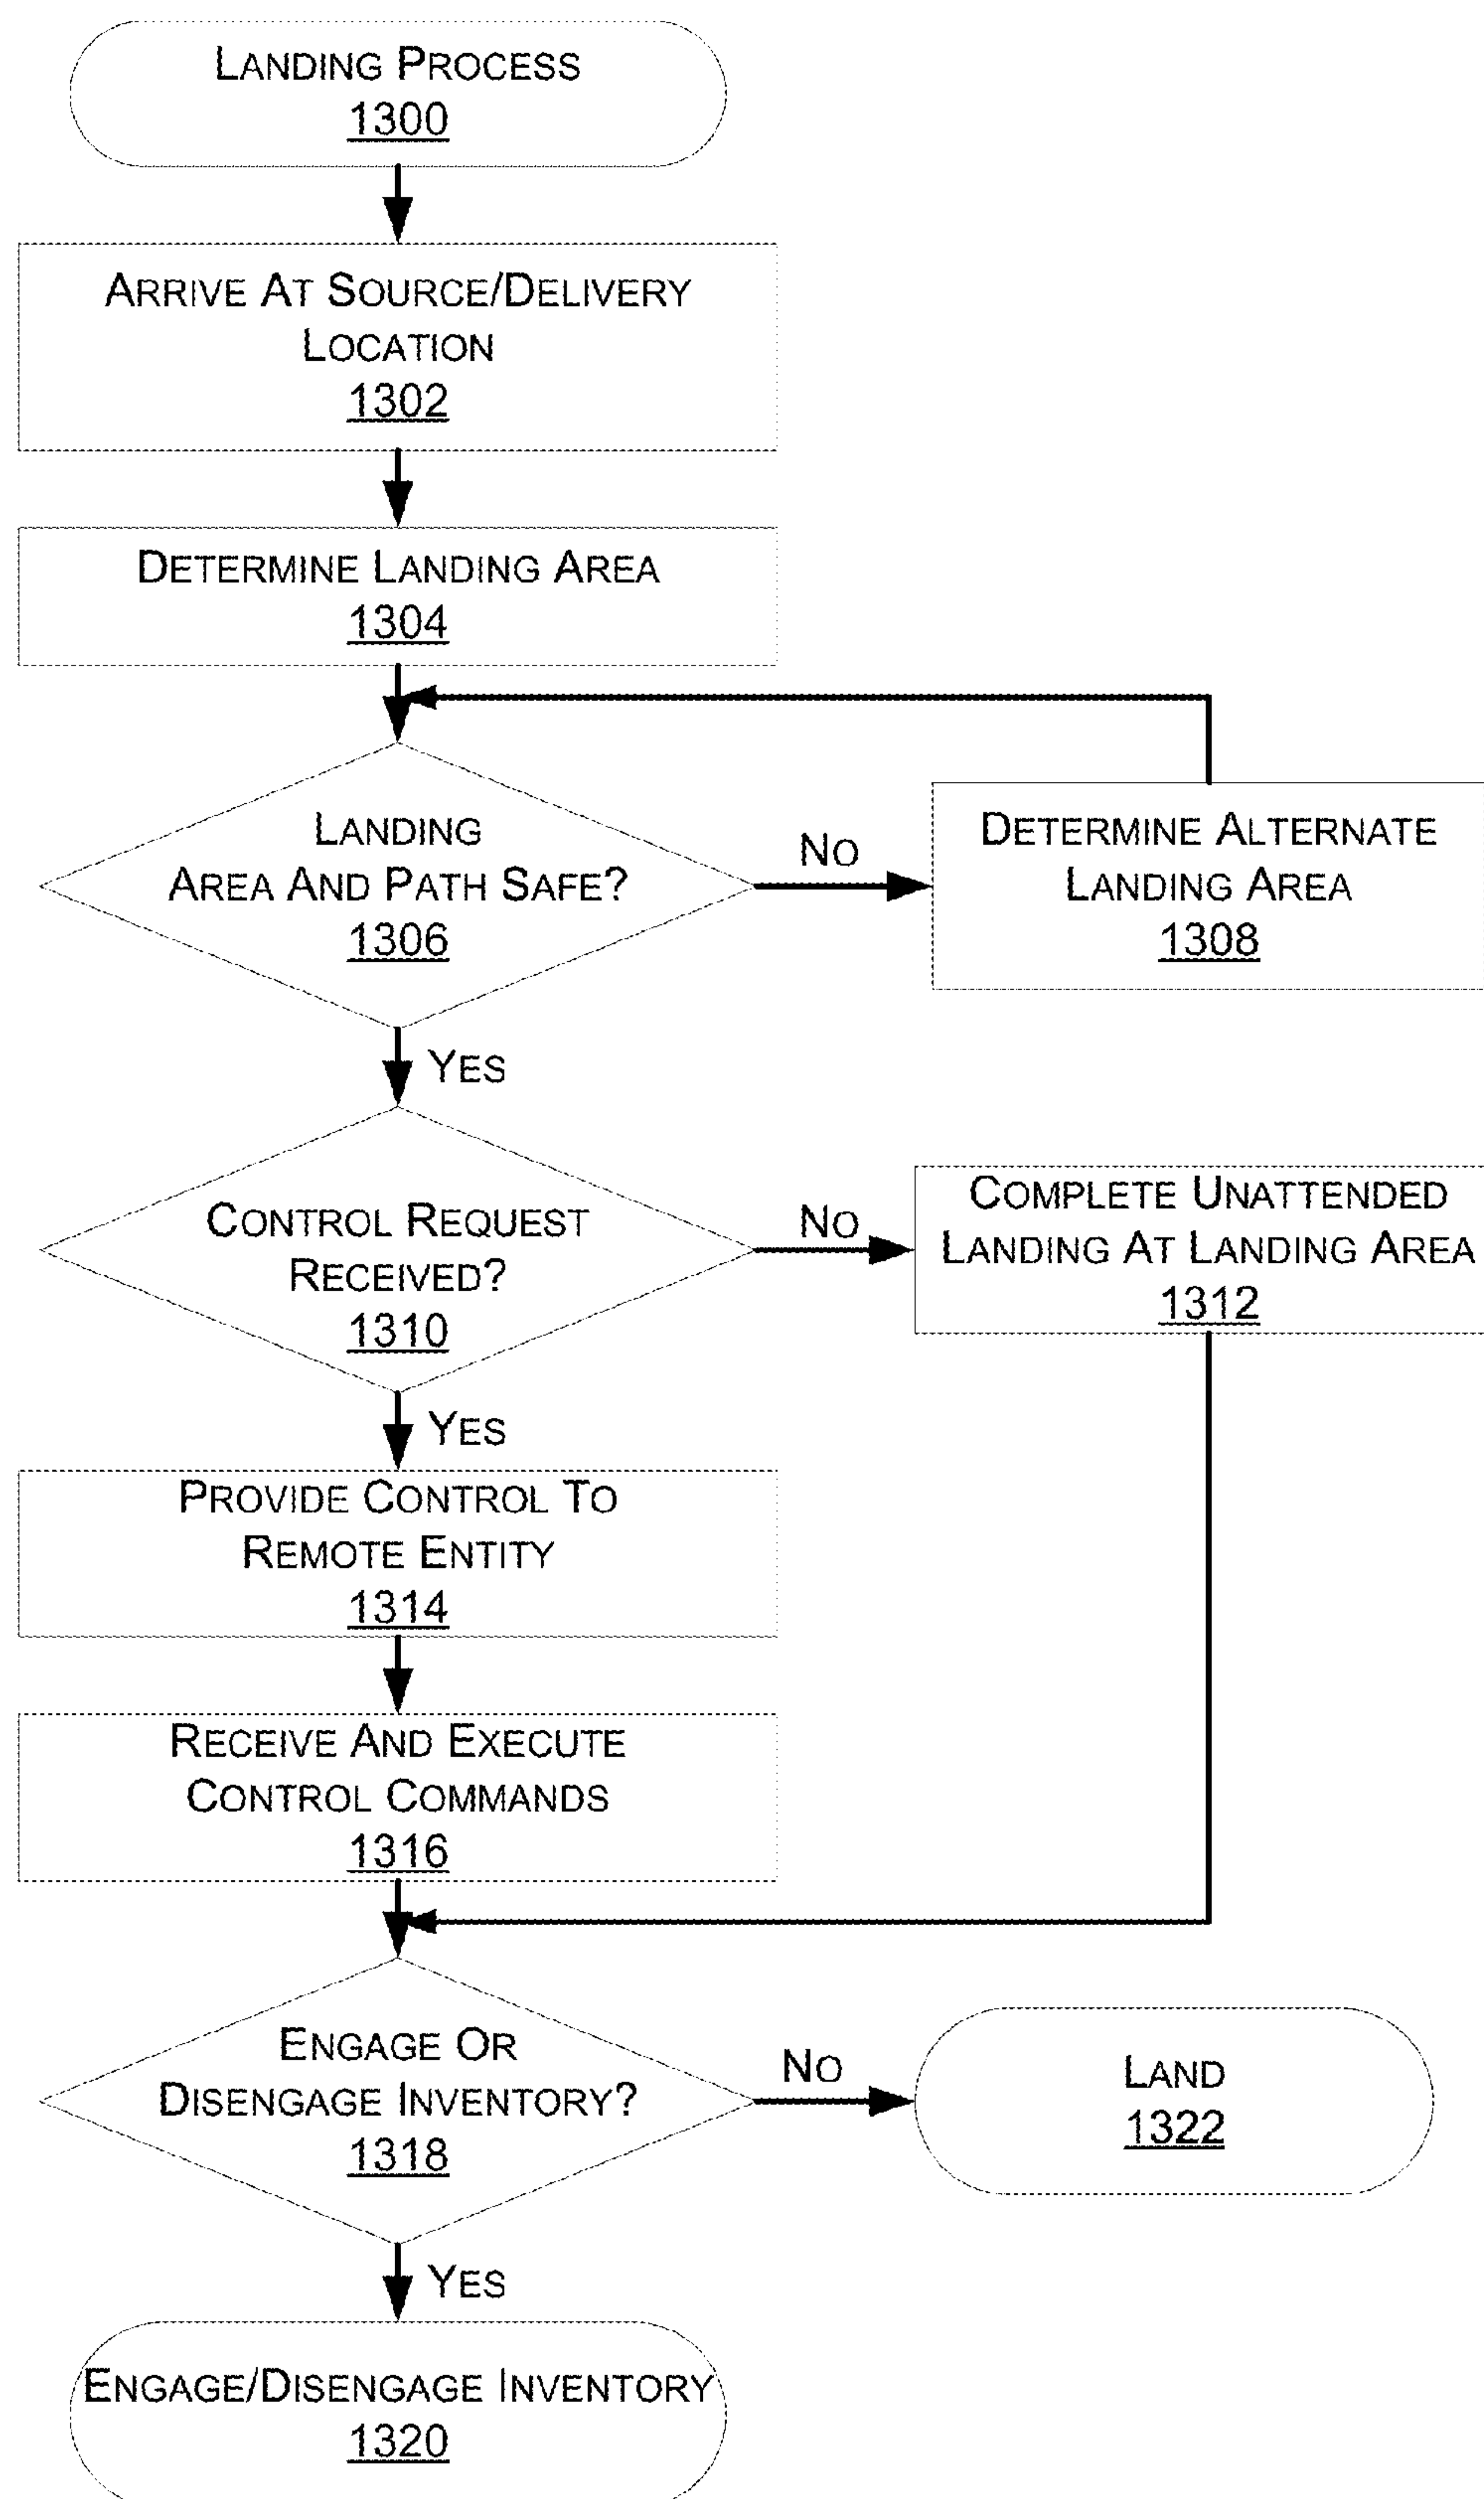 LANDING PROCESS
1300
ARRIVE AT SOURCE/DELIVERY
LOCATION
1302
DETERMINE LANDING AREA
1304
LANDING
AREA AND PATH SAFE?
1306
NO
DETERMINE ALTERNATE
LANDING AREA
1308
YES
CONTROL REQUEST
RECEIVED?
1310
NO
COMPLETE UNATTENDED
LANDING AT LANDING AREA
1312
YES
PROVIDE CONTROL TO
REMOTE ENTITY
1314
RECEIVE AND EXECUTE
CONTROL COMMANDS
1316
ENGAGE OR
DISENGAGE INVENTORY?
1318
NO
LAND
1322
YES
ENGAGE/DISENGAGE INVENTORY
1320